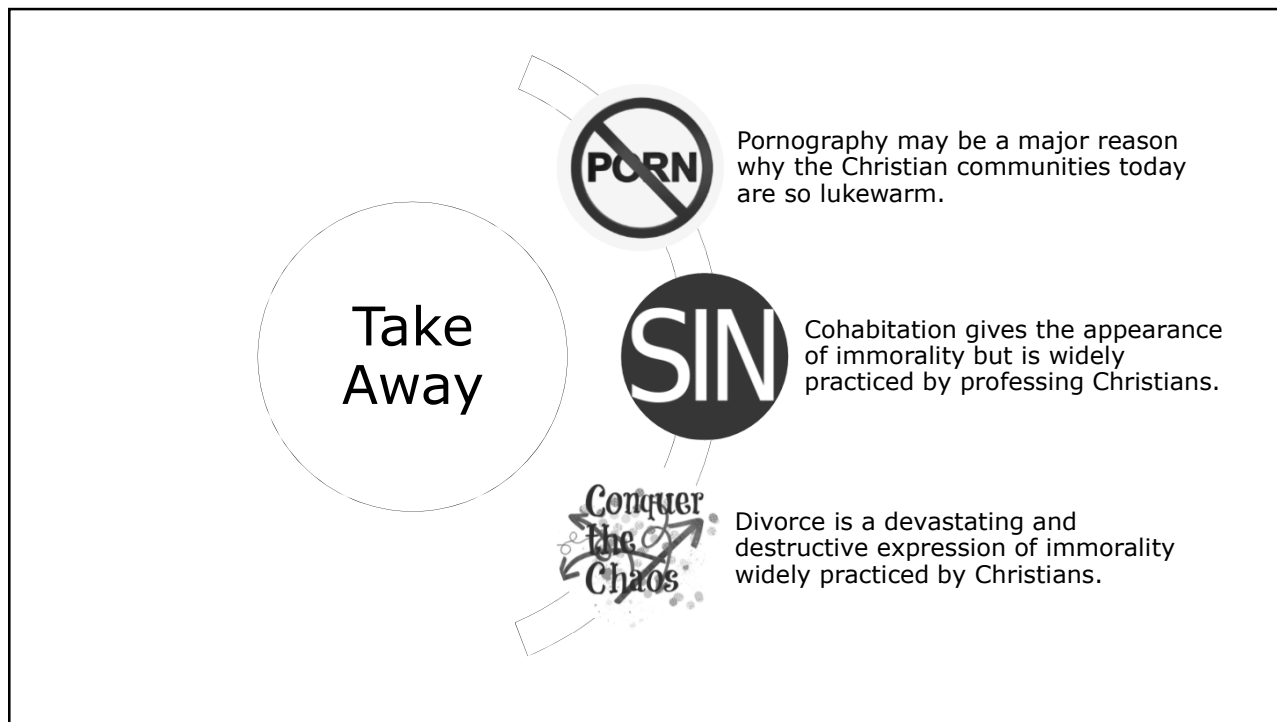 PORN
Pornography may be a major reason
why the Christian communities today
are so lukewarm.
Take
Away
SIN
Cohabitation gives the appearance
of immorality but is widely
practiced by professing Christians.
Conquer
the
Chaos
Divorce is a devastating and
destructive expression of immorality
widely practiced by Christians.